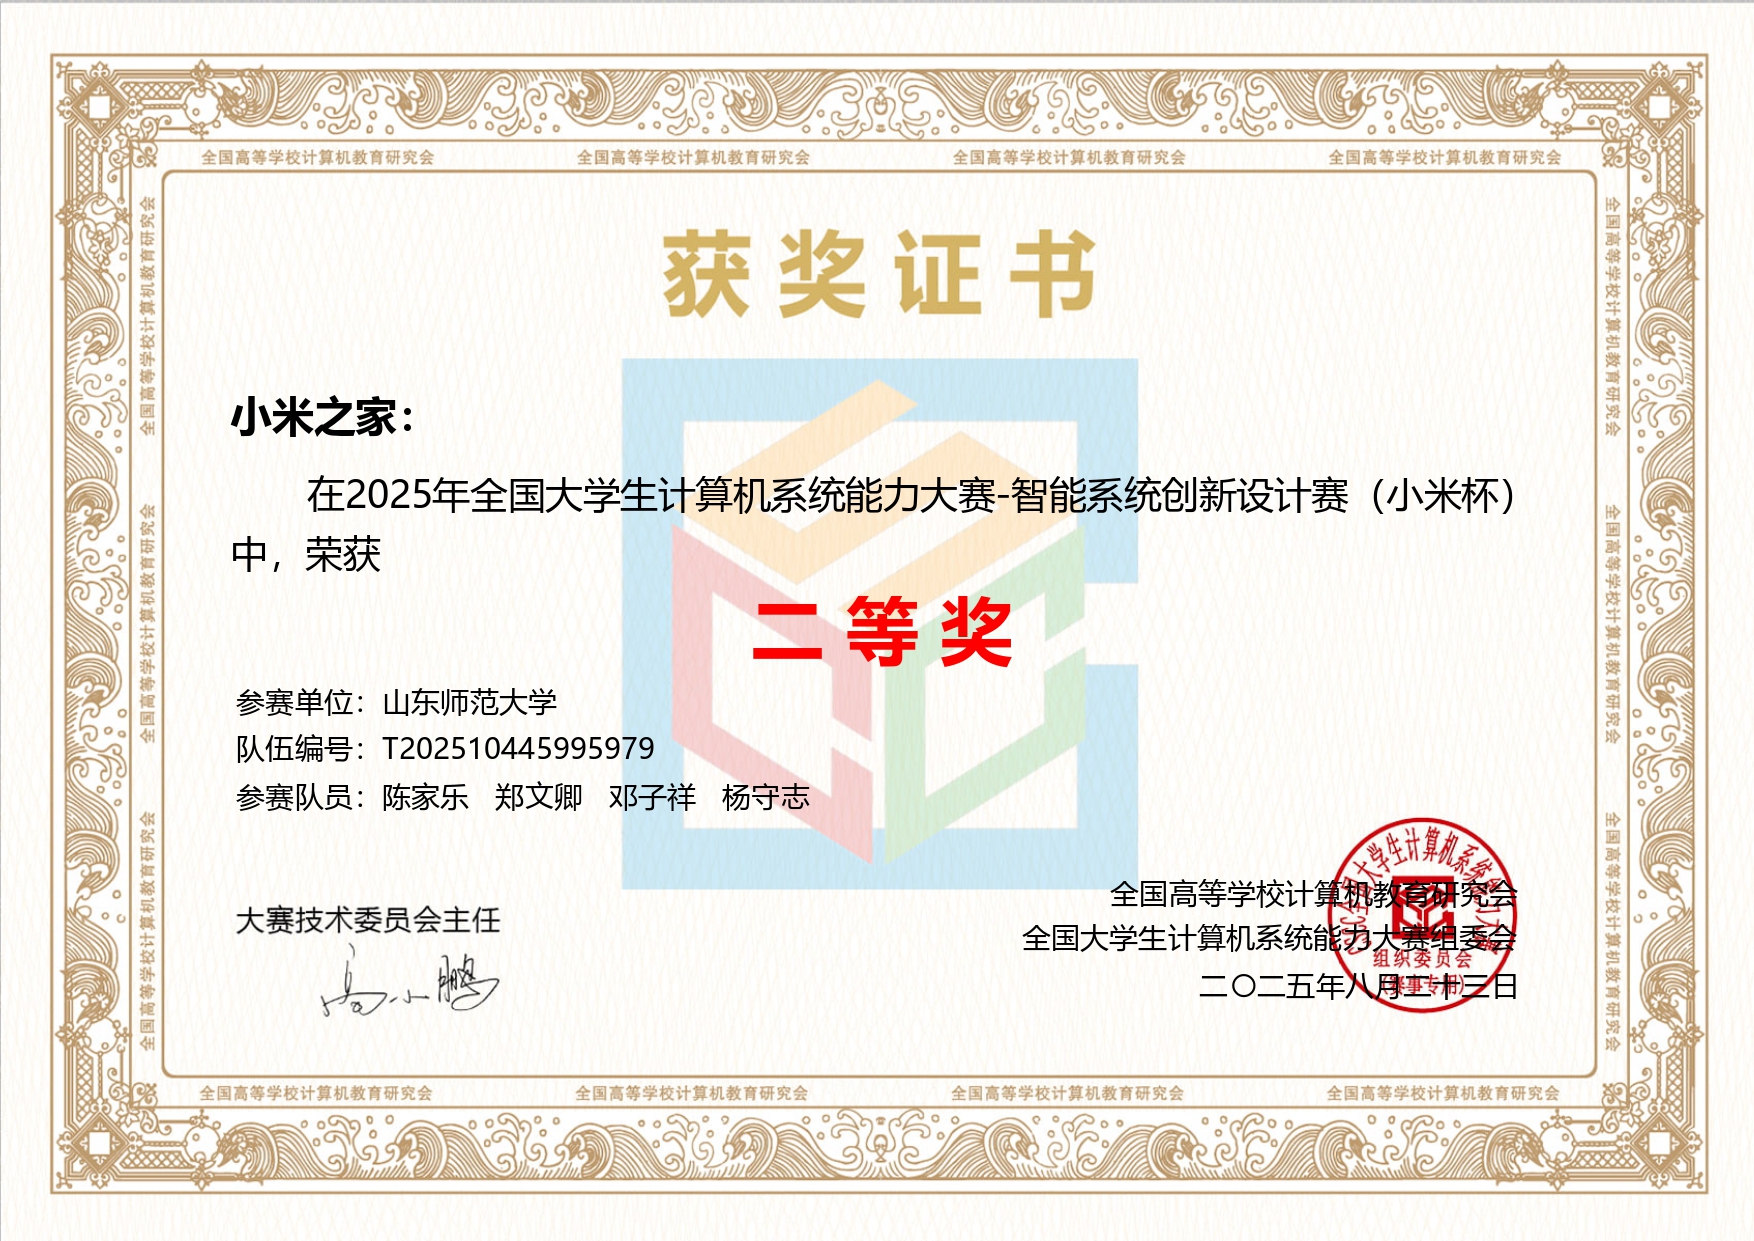 全国高等学校计算机教育研究会 全国高等学校计算机教育研究会 全国高等学校计算机教育研究会 全国高等学校计算机教育研究会
全国高等学校计算机教育研究会
全国高等学校计算机教育研究会
全国高等学校计算机教育研究会
全国高等学校计算机教育研究会
全国高等学校计算机教育研究会
全国高等学校计算机教育研究会
获奖证书
小米之家：
在2025年全国大学生计算机系统能力大赛-智能系统创新设计赛（小米杯）
中，荣获
二等奖
参赛单位：山东师范大学
队伍编号：T202510445995979
参赛队员：陈家乐 郑文卿 邓子祥 杨守志
大赛技术委员会主任
高小鹏
全国高等学校计算机教育研究会
全国大学生计算机系统能力大赛组委会
二〇二五年八月二十三日
全国大学生计算机系统能力大赛
组织委员会
（赛事专用）
全国高等学校计算机教育研究会 全国高等学校计算机教育研究会 全国高等学校计算机教育研究会 全国高等学校计算机教育研究会